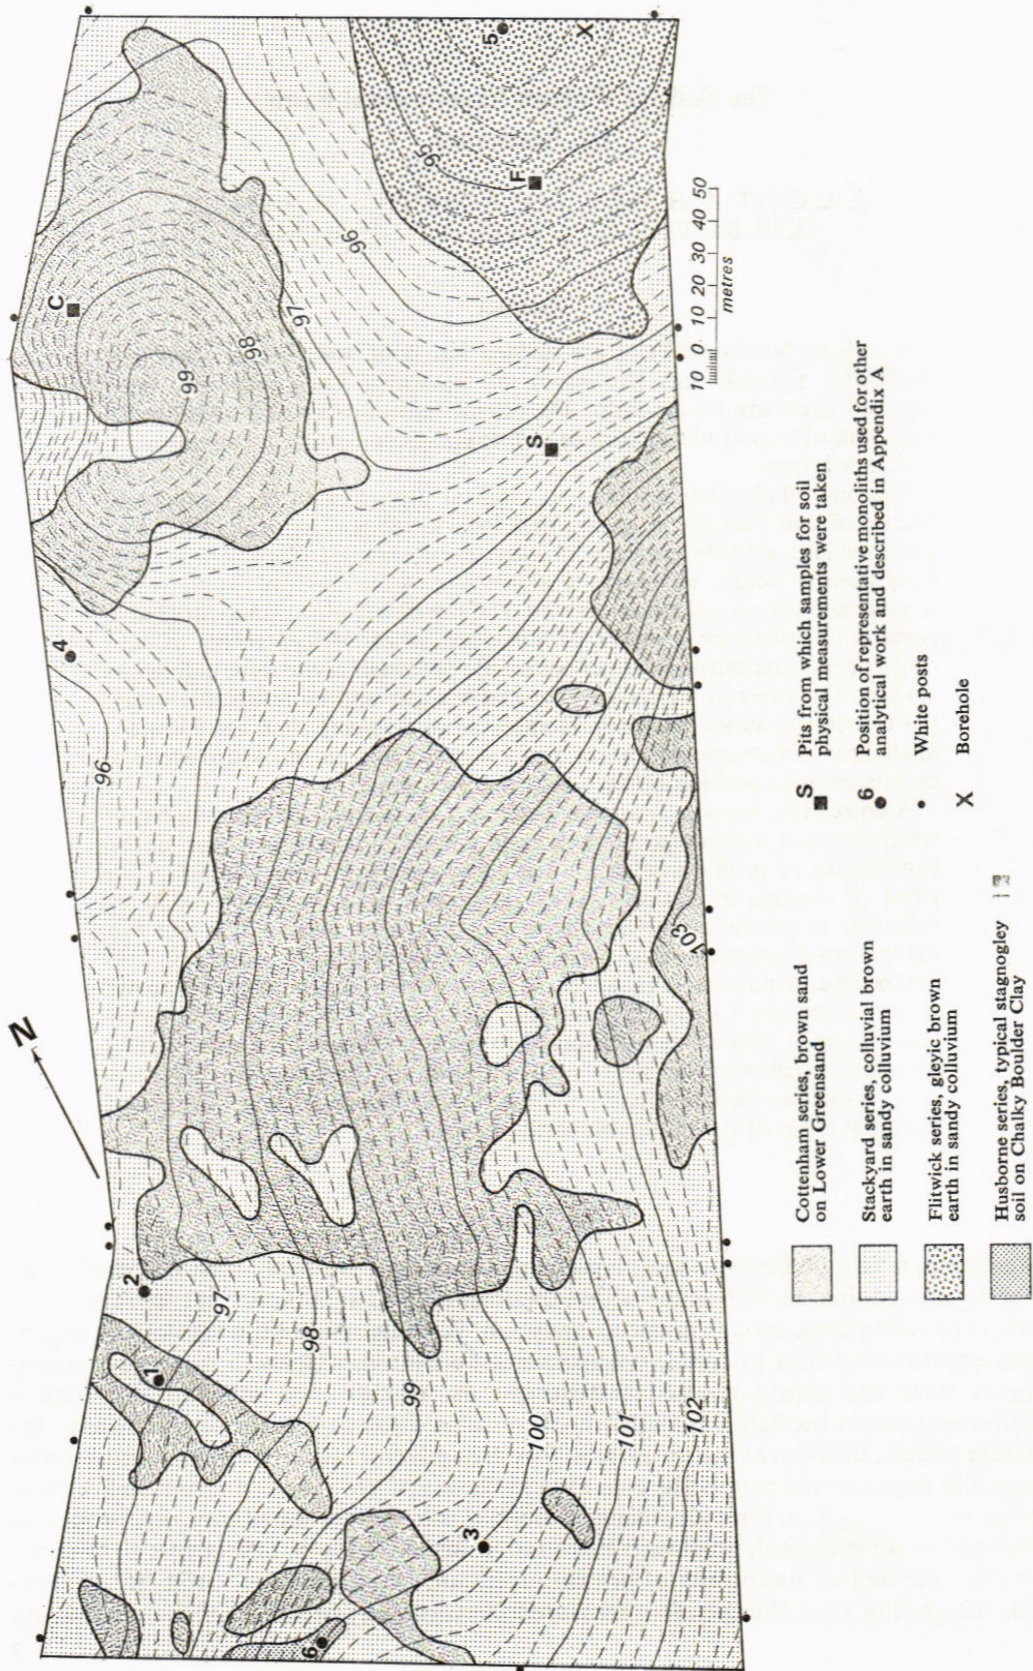 N
C
99
98
97
96
95
5
X
F
S
4
96
2
97
1
98
99
100
101
102
103
3
6
10 0 10 20 30 40 50
metres
Cottenham series, brown sand
on Lower Greensand
Stackyard series, colluvial brown
earth in sandy colluvium
Flitwick series, gleyic brown
earth in sandy colluvium
Husborne series, typical stagnogley
soil on Chalky Boulder Clay
S Pits from which samples for soil
physical measurements were taken
6 Position of representative monoliths used for other
analytical work and described in Appendix A
White posts
X Borehole